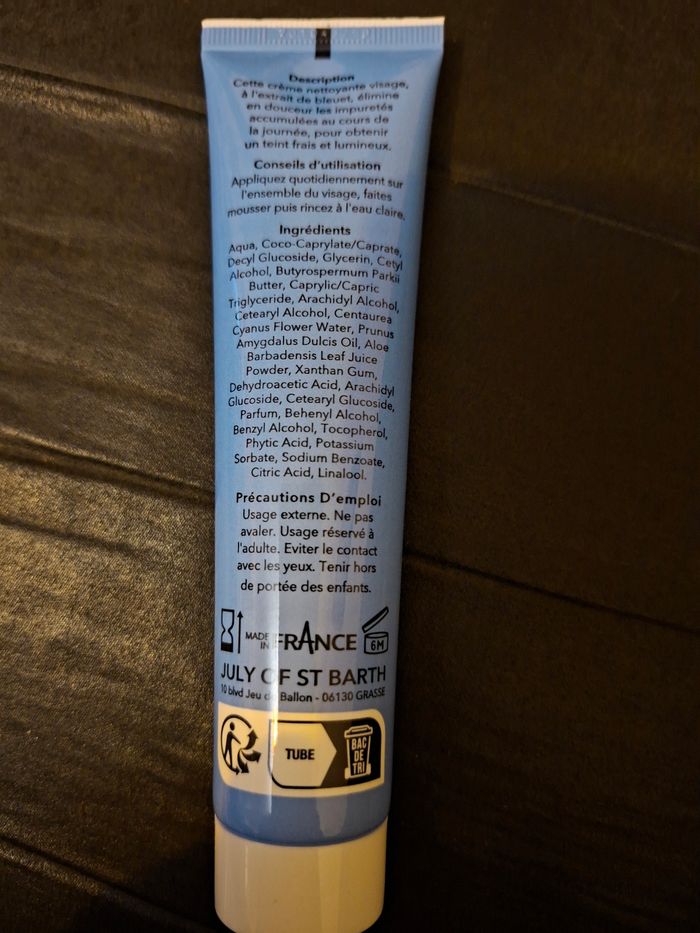 Description
Cette crème nettoyante visage,
à l'extrait de bleuet, élimine
en douceur les impuretés
accumulées au cours de
la journée, pour obtenir
un teint frais et lumineux.
Conseils d'utilisation
Appliquez quotidiennement sur
l'ensemble du visage, faites
mousser puis rincez à l'eau claire.
Ingrédients
Aqua, Coco-Caprylate/Caprate,
Decyl Glucoside, Glycerin, Cetyl
Alcohol, Butyrospermum Parkii
Butter, Caprylic/Capric
Triglyceride, Arachidyl Alcohol,
Cetearyl Alcohol, Centaurea
Cyanus Flower Water, Prunus
Amygdalus Dulcis Oil, Aloe
Barbadensis Leaf Juice
Powder, Xanthan Gum,
Dehydroacetic Acid, Arachidyl
Glucoside, Cetearyl Glucoside,
Parfum, Behenyl Alcohol,
Benzyl Alcohol, Tocopherol,
Phytic Acid, Potassium
Sorbate, Sodium Benzoate,
Citric Acid, Linalool.
Précautions D'emploi
Usage externe. Ne pas
avaler. Usage réservé à
l'adulte. Eviter le contact
avec les yeux. Tenir hors
de portée des enfants.
MADE IN FRANCE
6M
JULY OF ST BARTH
10 blvd Jeu de Ballon - 06130 GRASSE
TUBE
BAC
DE
TRI